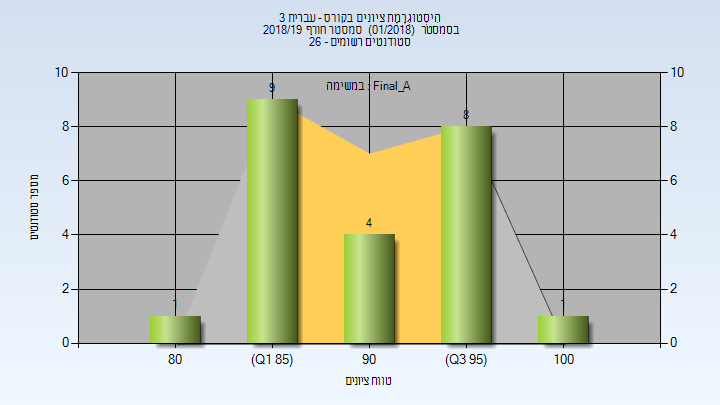 היסטוגרמת ציונים בקורס - עברית 3
בסמסטר (01/2018) סמסטר חורף 2018/19
סטודנטים רשומים - 26
במשימה : Final_A
10 10
8 8
6 6
4 4
2 2
0 0
1 9 4 8 1
80 (Q1 85) 90 (Q3 95) 100
מספר סטודנטים
טווח ציונים